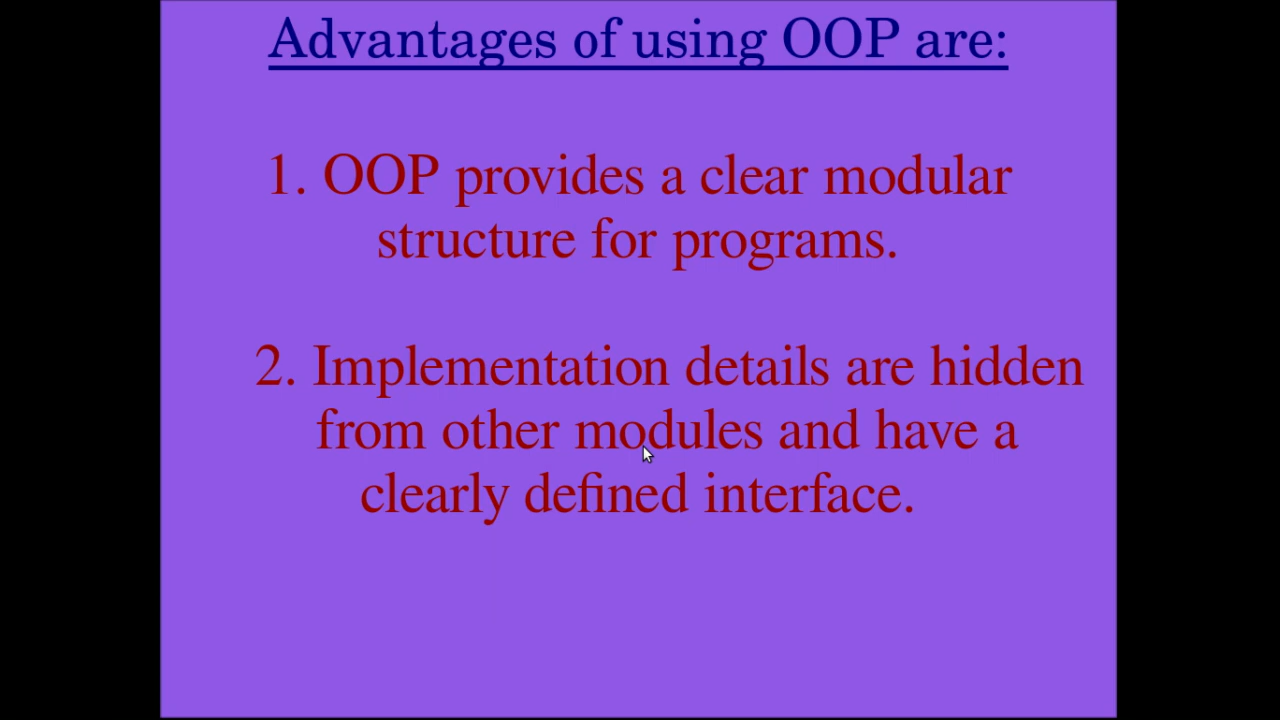 Advantages of using OOP are:
1. OOP provides a clear modular
structure for programs.
2. Implementation details are hidden
from other modules and have a
clearly defined interface.